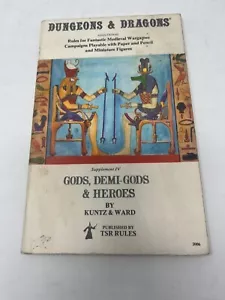 DUNGEONS & DRAGONS®
Rules for Fantastic Medieval Wargames
Campaigns Playable with Paper and Pencil
and Miniature Figures
Supplement IV
GODS, DEMI-GODS
& HEROES
BY
KUNTZ & WARD
PUBLISHED BY
TSR RULES